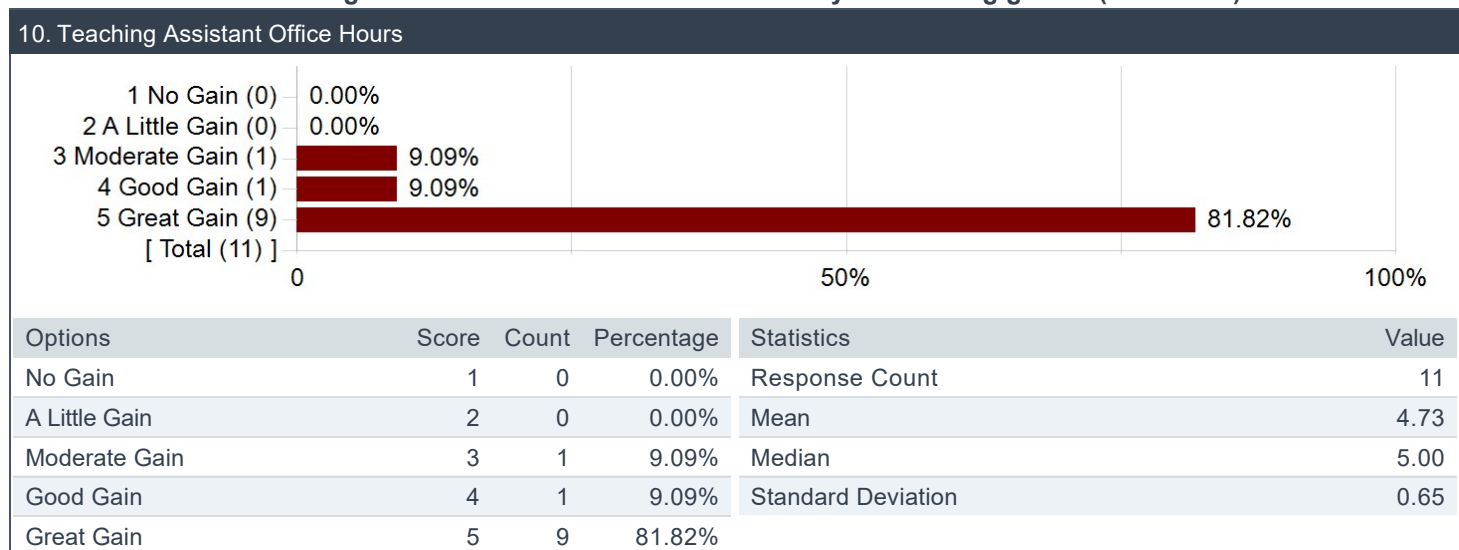 10. Teaching Assistant Office Hours
1 No Gain (0) 0.00%
2 A Little Gain (0) 0.00%
3 Moderate Gain (1) 9.09%
4 Good Gain (1) 9.09%
5 Great Gain (9) 81.82%
[ Total (11) ]
0 50% 100%
Options Score Count Percentage Statistics Value
No Gain 1 0 0.00% Response Count 11
A Little Gain 2 0 0.00% Mean 4.73
Moderate Gain 3 1 9.09% Median 5.00
Good Gain 4 1 9.09% Standard Deviation 0.65
Great Gain 5 9 81.82%